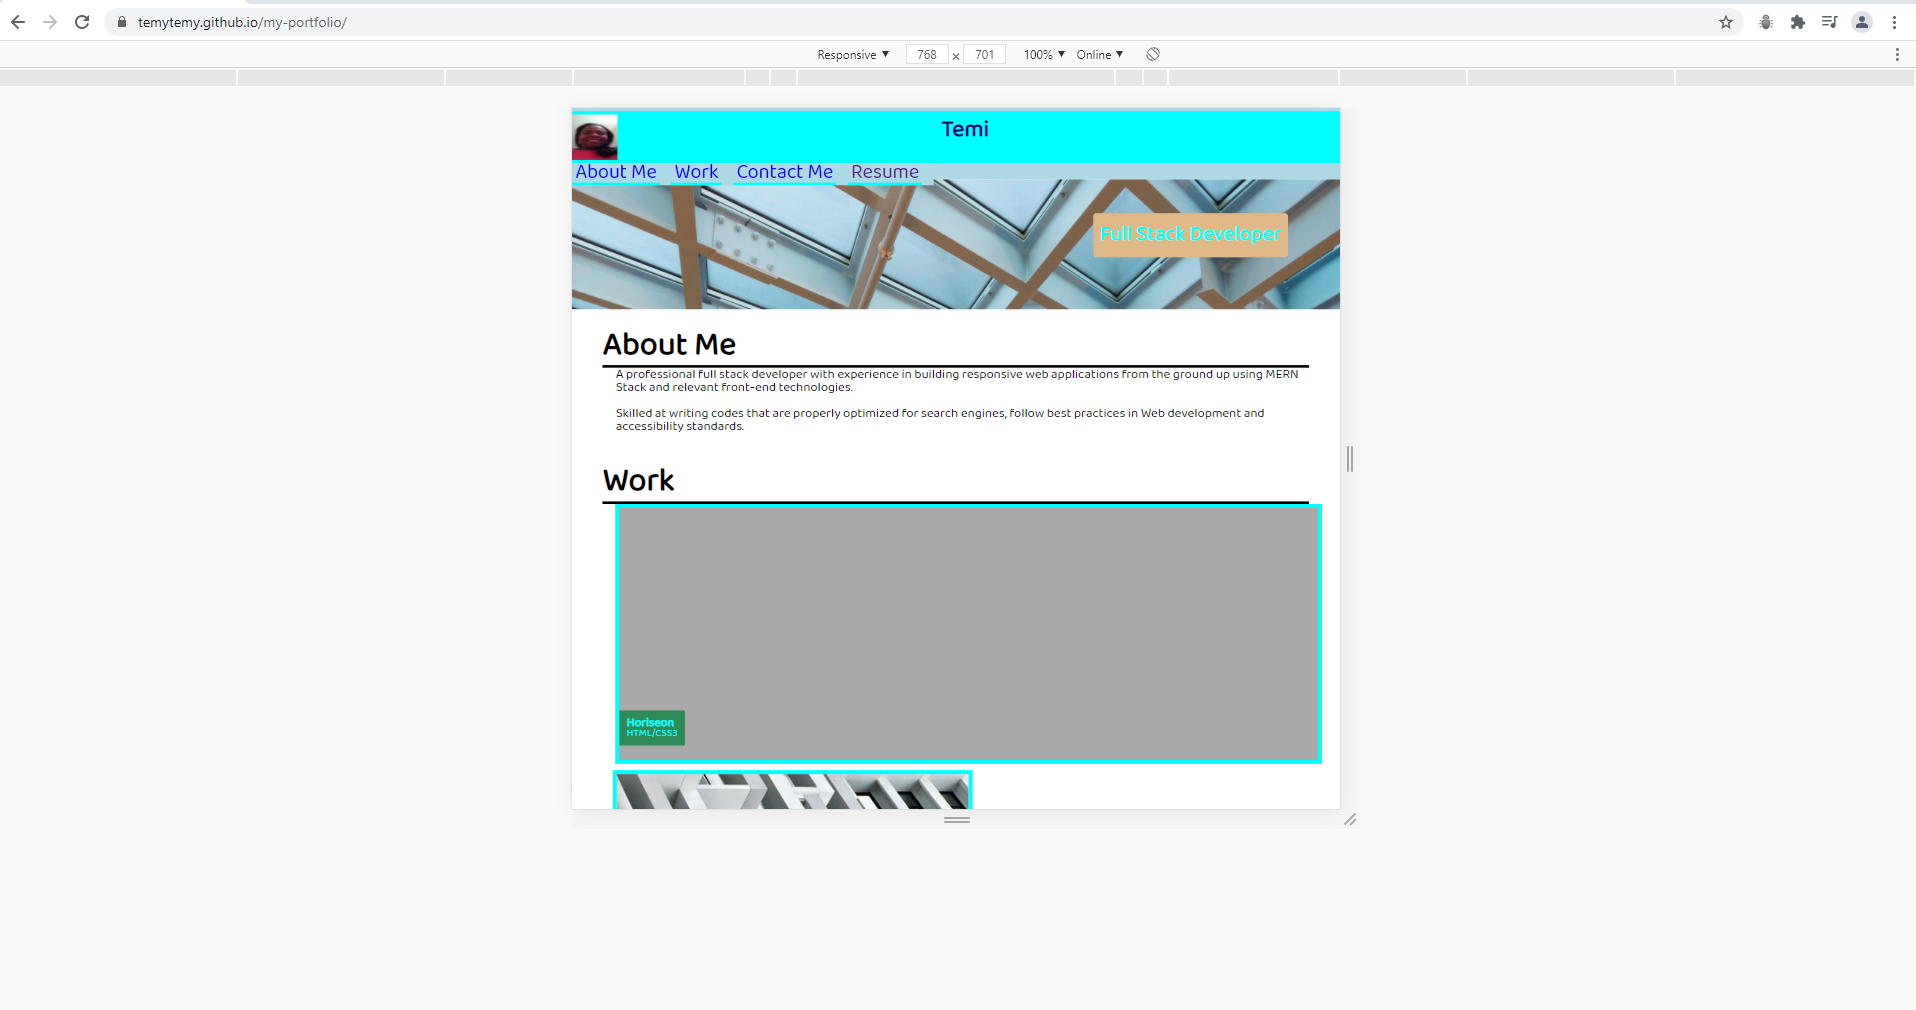 temytemy.github.io/my-portfolio/
Responsive 768 x 701 100% Online
Temi
About Me Work Contact Me Resume
Full Stack Developer
About Me
A professional full stack developer with experience in building responsive web applications from the ground up using MERN
Stack and relevant front-end technologies.
Skilled at writing codes that are properly optimized for search engines, follow best practices in Web development and
accessibility standards.
Work
Horiseon
HTML/CSS3